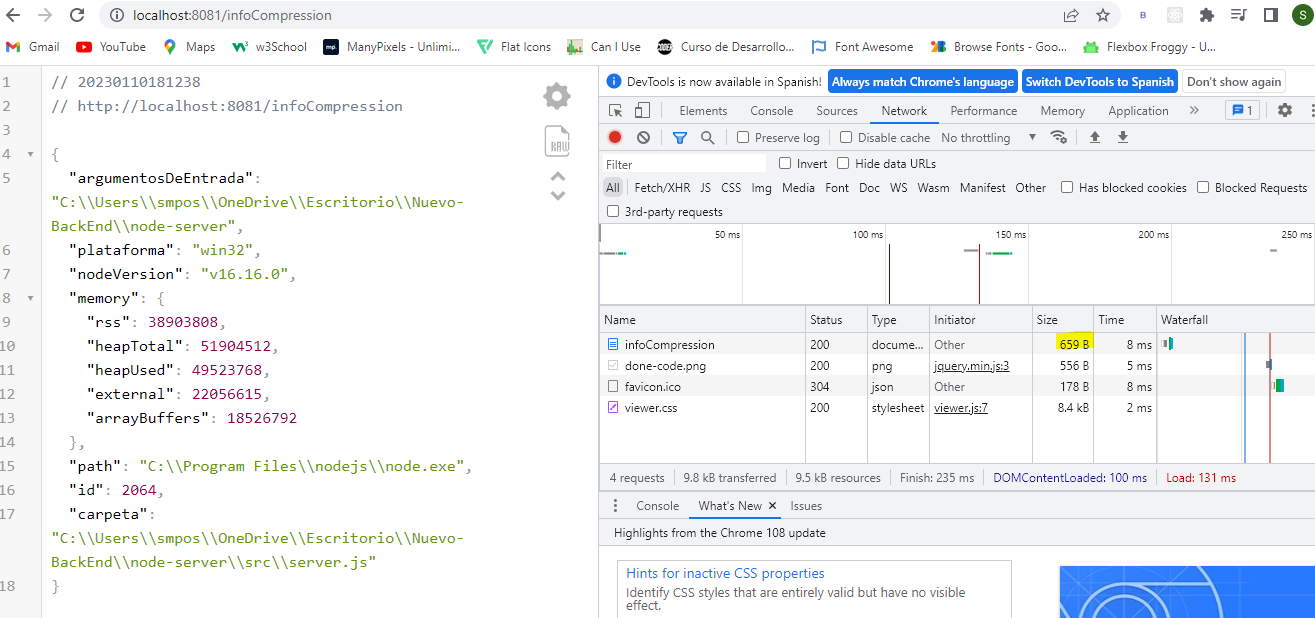 localhost:8081/infoCompression
B
S
Gmail YouTube Maps w3School ManyPixels - Unlimi... Flat Icons Can I Use Curso de Desarrollo... Font Awesome Browse Fonts - Goo... Flexbox Froggy - U...
1 // 20230110181238
2 // http://localhost:8081/infoCompression
3
4 {
5 "argumentosDeEntrada":
"C:\\Users\\smpos\\OneDrive\\Escritorio\\Nuevo-
BackEnd\\node-server",
6 "plataforma": "win32",
7 "nodeVersion": "v16.16.0",
8 "memory": {
9 "rss": 38903808,
10 "heapTotal": 51904512,
11 "heapUsed": 49523768,
12 "external": 22056615,
13 "arrayBuffers": 18526792
14 },
15 "path": "C:\\Program Files\\nodejs\\node.exe",
16 "id": 2064,
17 "carpeta":
"C:\\Users\\smpos\\OneDrive\\Escritorio\\Nuevo-
BackEnd\\node-server\\src\\server.js"
18 }
RAW
DevTools is now available in Spanish! Always match Chrome's language Switch DevTools to Spanish Don't show again
Elements Console Sources Network Performance Memory Application » 1
Preserve log Disable cache No throttling
Filter Invert Hide data URLs
All Fetch/XHR JS CSS Img Media Font Doc WS Wasm Manifest Other Has blocked cookies Blocked Requests
3rd-party requests
50 ms 100 ms 150 ms 200 ms 250 ms
Name Status Type Initiator Size Time Waterfall
infoCompression 200 docume... Other 659 B 8 ms
done-code.png 200 png jquery.min.js:3 556 B 5 ms
favicon.ico 304 json Other 178 B 8 ms
viewer.css 200 stylesheet viewer.js:7 8.4 kB 2 ms
4 requests 9.8 kB transferred 9.5 kB resources Finish: 235 ms DOMContentLoaded: 100 ms Load: 131 ms
Console What's New Issues
Highlights from the Chrome 108 update
Hints for inactive CSS properties
Identify CSS styles that are entirely valid but have no visible
effect.